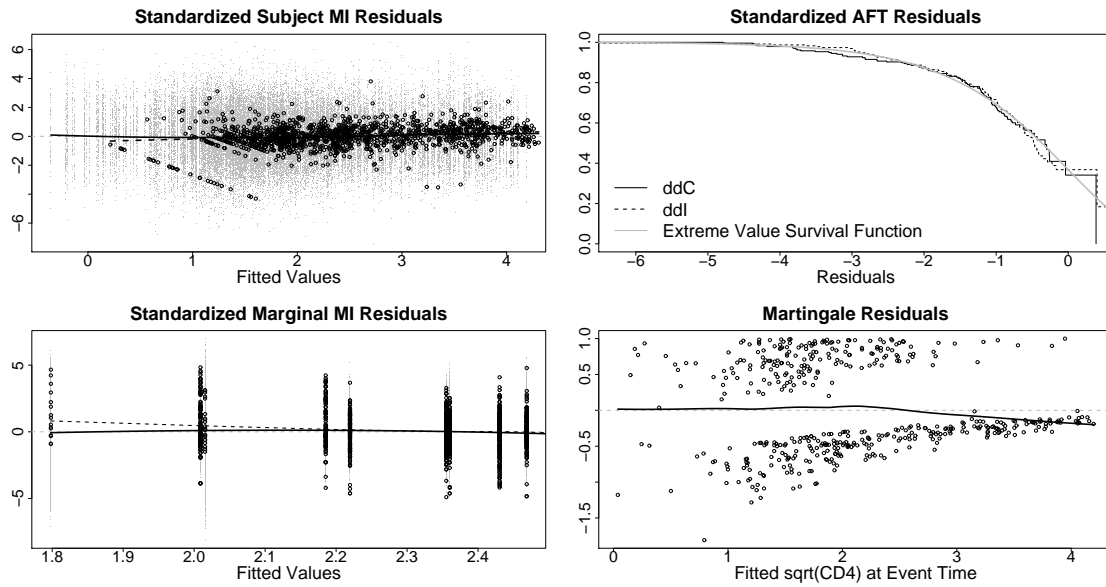 Standardized Subject MI Residuals
6
4
2
0
−2
−6
0 1 2 3 4
Fitted Values
Standardized AFT Residuals
1.0
0.8
0.6
0.4
0.2
0.0
ddC
ddI
Extreme Value Survival Function
−6 −5 −4 −3 −2 −1 0
Residuals
Standardized Marginal MI Residuals
5
0
−5
1.8 1.9 2.0 2.1 2.2 2.3 2.4
Fitted Values
Martingale Residuals
1.0
0.5
−0.5
−1.5
0 1 2 3 4
Fitted sqrt(CD4) at Event Time